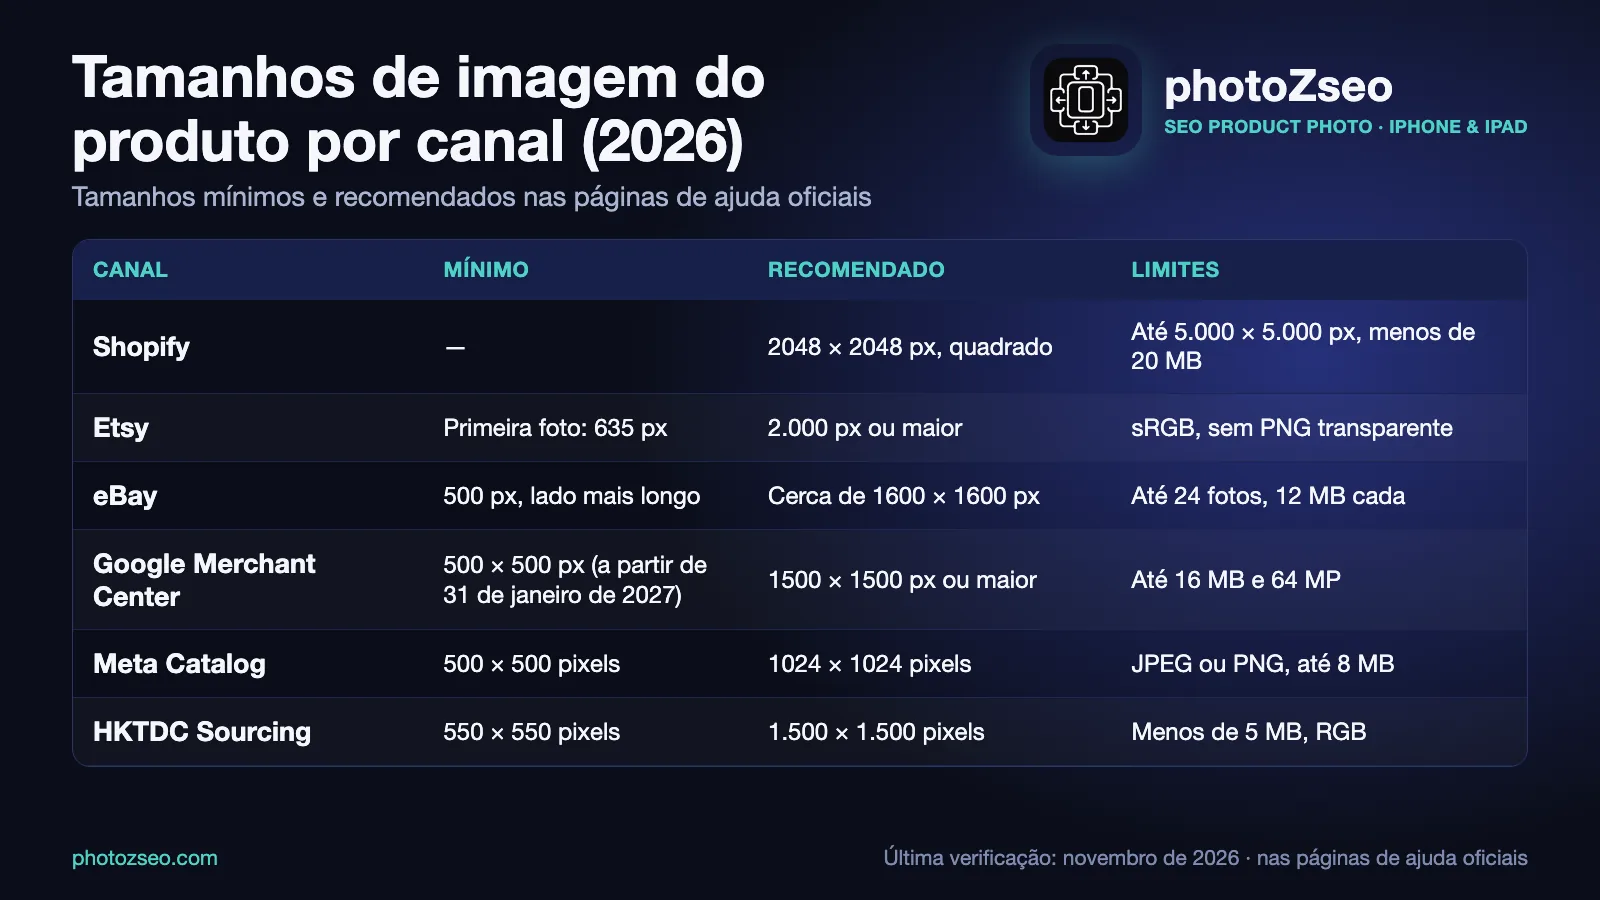 Tamanhos de imagem do
produto por canal (2026)
Tamanhos mínimos e recomendados nas páginas de ajuda oficiais
photoZseo
SEO PRODUCT PHOTO · IPHONE & IPAD
CANAL MÍNIMO RECOMENDADO LIMITES
Shopify — 2048 × 2048 px, quadrado Até 5.000 × 5.000 px, menos de
20 MB
Etsy Primeira foto: 635 px 2.000 px ou maior sRGB, sem PNG transparente
eBay 500 px, lado mais longo Cerca de 1600 × 1600 px Até 24 fotos, 12 MB cada
Google Merchant
Center
500 × 500 px (a partir de
31 de janeiro de 2027)
1500 × 1500 px ou maior
Até 16 MB e 64 MP
Meta Catalog 500 × 500 pixels 1024 × 1024 pixels JPEG ou PNG, até 8 MB
HKTDC Sourcing 550 × 550 pixels 1.500 × 1.500 pixels Menos de 5 MB, RGB
photozseo.com
Última verificação: novembro de 2026 · nas páginas de ajuda oficiais